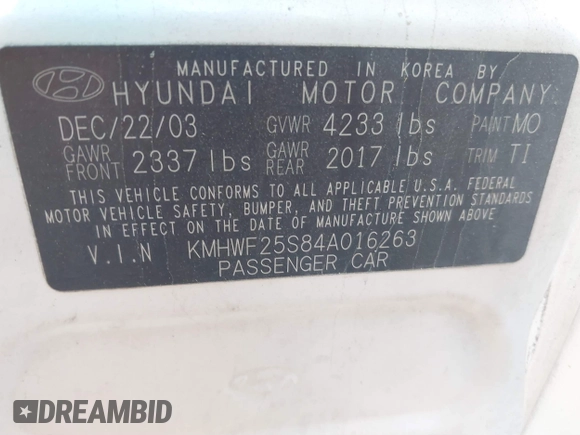 MANUFACTURED IN KOREA BY
HYUNDAI MOTOR COMPANY
DEC/22/03 GVWR 4233 lbs PAINT MO
GAWR FRONT 2337 lbs GAWR REAR 2017 lbs TRIM TI
THIS VEHICLE CONFORMS TO ALL APPLICABLE U.S.A. FEDERAL
MOTOR VEHICLE SAFETY, BUMPER, AND THEFT PREVENTION STANDARDS
IN EFFECT ON THE DATE OF MANUFACTURE SHOWN ABOVE.
V.I.N KMHWF25S84A016263
PASSENGER CAR
DREAMBID